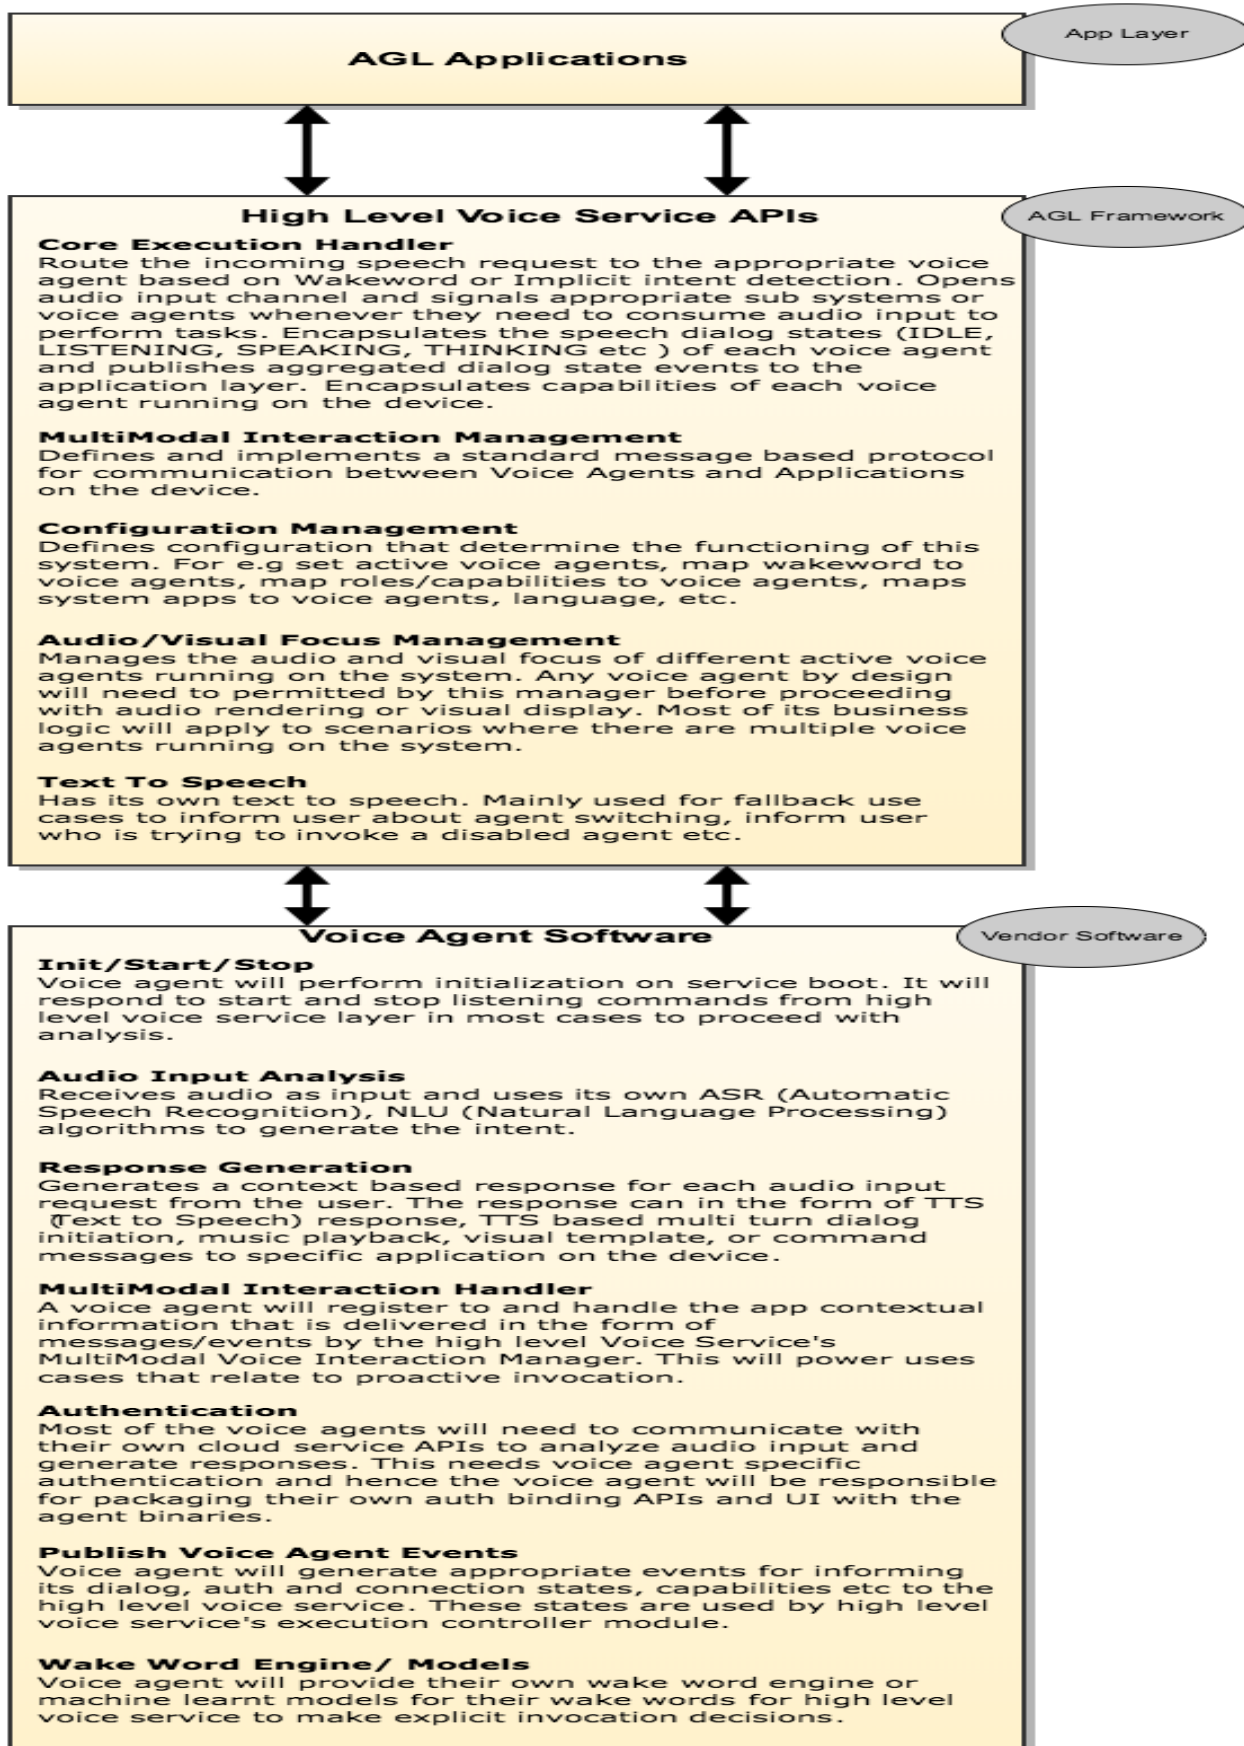 AGL Applications
App Layer
High Level Voice Service APIs
AGL Framework
Core Execution Handler
Route the incoming speech request to the appropriate voice
agent based on Wakeword or Implicit intent detection. Opens
audio input channel and signals appropriate sub systems or
voice agents whenever they need to consume audio input to
perform tasks. Encapsulates the speech dialog states (IDLE,
LISTENING, SPEAKING, THINKING etc ) of each voice agent
and publishes aggregated dialog state events to the
application layer. Encapsulates capabilities of each voice
agent running on the device.
MultiModal Interaction Management
Defines and implements a standard message based protocol
for communication between Voice Agents and Applications
on the device.
Configuration Management
Defines configuration that determine the functioning of this
system. For e.g set active voice agents, map wakeword to
voice agents, map roles/capabilities to voice agents, maps
system apps to voice agents, language, etc.
Audio/Visual Focus Management
Manages the audio and visual focus of different active voice
agents running on the system. Any voice agent by design
will need to permitted by this manager before proceeding
with audio rendering or visual display. Most of its business
logic will apply to scenarios where there are multiple voice
agents running on the system.
Text To Speech
Has its own text to speech. Mainly used for fallback use
cases to inform user about agent switching, inform user
who is trying to invoke a disabled agent etc.
Voice Agent Software
Vendor Software
Init/Start/Stop
Voice agent will perform initialization on service boot. It will
respond to start and stop listening commands from high
level voice service layer in most cases to proceed with
analysis.
Audio Input Analysis
Receives audio as input and uses its own ASR (Automatic
Speech Recognition), NLU (Natural Language Processing)
algorithms to generate the intent.
Response Generation
Generates a context based response for each audio input
request from the user. The response can in the form of TTS
(Text to Speech) response, TTS based multi turn dialog
initiation, music playback, visual template, or command
messages to specific application on the device.
MultiModal Interaction Handler
A voice agent will register to and handle the app contextual
information that is delivered in the form of
messages/events by the high level Voice Service's
MultiModal Voice Interaction Manager. This will power uses
cases that relate to proactive invocation.
Authentication
Most of the voice agents will need to communicate with
their own cloud service APIs to analyze audio input and
generate responses. This needs voice agent specific
authentication and hence the voice agent will be responsible
for packaging their own auth binding APIs and UI with the
agent binaries.
Publish Voice Agent Events
Voice agent will generate appropriate events for informing
its dialog, auth and connection states, capabilities etc to the
high level voice service. These states are used by high level
voice service's execution controller module.
Wake Word Engine/ Models
Voice agent will provide their own wake word engine or
machine learnt models for their wake words for high level
voice service to make explicit invocation decisions.